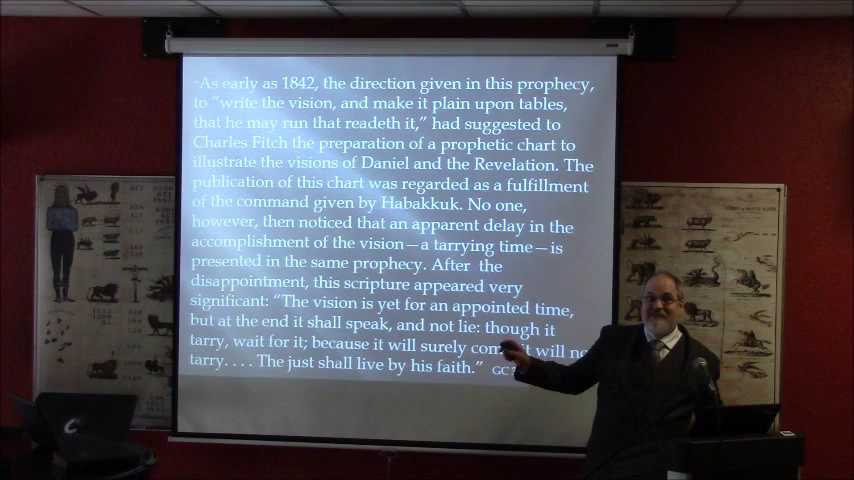 "As early as 1842, the direction given in this prophecy,
to "write the vision, and make it plain upon tables,
that he may run that readeth it," had suggested to
Charles Fitch the preparation of a prophetic chart to
illustrate the visions of Daniel and the Revelation. The
publication of this chart was regarded as a fulfillment
of the command given by Habakkuk. No one,
however, then noticed that an apparent delay in the
accomplishment of the vision—a tarrying time—is
presented in the same prophecy. After the
disappointment, this scripture appeared very
significant: "The vision is yet for an appointed time,
but at the end it shall speak, and not lie: though it
tarry, wait for it; because it will surely it will
tarry. . . . The just shall live by his faith." GC